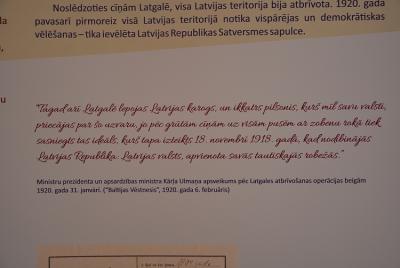 Noslēdzoties cīņām Latgalē, visa Latvijas teritorija bija atbrīvota. 1920. gada
pavasarī pirmoreiz visā Latvijas teritorijā notika vispārējas un demokrātiskas
vēlēšanas – tika ievēlēta Latvijas Republikas Satversmes sapulce.
"Tagad arī Latgalē lepojas Latvijas karogs, un ikkatrs pilsonis, kurš mīl savu valsti,
priecājas par šo uzvaru, jo pēc grūtām cīņām uz visām pusēm ar zobenu rokā tiek
sasniegts tas ideāls, kurš tapa izteikts 18. novembrī 1918. gadā, kad nodibinājās
Latvijas Republika: Latvijas valsts, apvienota savās tautiskajās robežās."
Ministru prezidenta un apsardzības ministra Kārļa Ulmaņa apsveikums pēc Latgales atbrīvošanas operācijas beigām
1920. gada 31. janvārī. ("Baltijas Vēstnesis", 1920. gada 6. februāris)